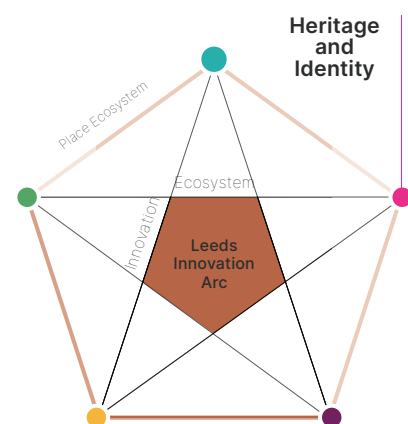 Heritage
and
Identity
Place Ecosystem
Ecosystem
Innovation
Leeds
Innovation
Arc